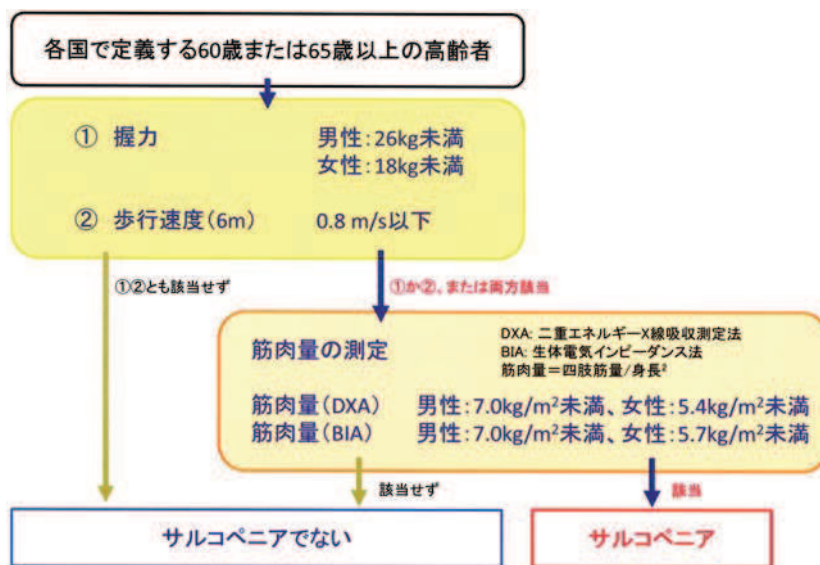 各国で定義する60歳または65歳以上の高齢者
① 握力 男性：26kg未満
女性：18kg未満
② 歩行速度（6m） 0.8 m/s以下
①②とも該当せず
①か②、または両方該当
筋肉量の測定
DXA: 二重エネルギーX線吸収測定法
BIA: 生体電気インピーダンス法
筋肉量＝四肢筋量/身長²
筋肉量（DXA） 男性：7.0kg/m²未満、女性：5.4kg/m²未満
筋肉量（BIA） 男性：7.0kg/m²未満、女性：5.7kg/m²未満
該当せず
該当
サルコペニアでない
サルコペニア